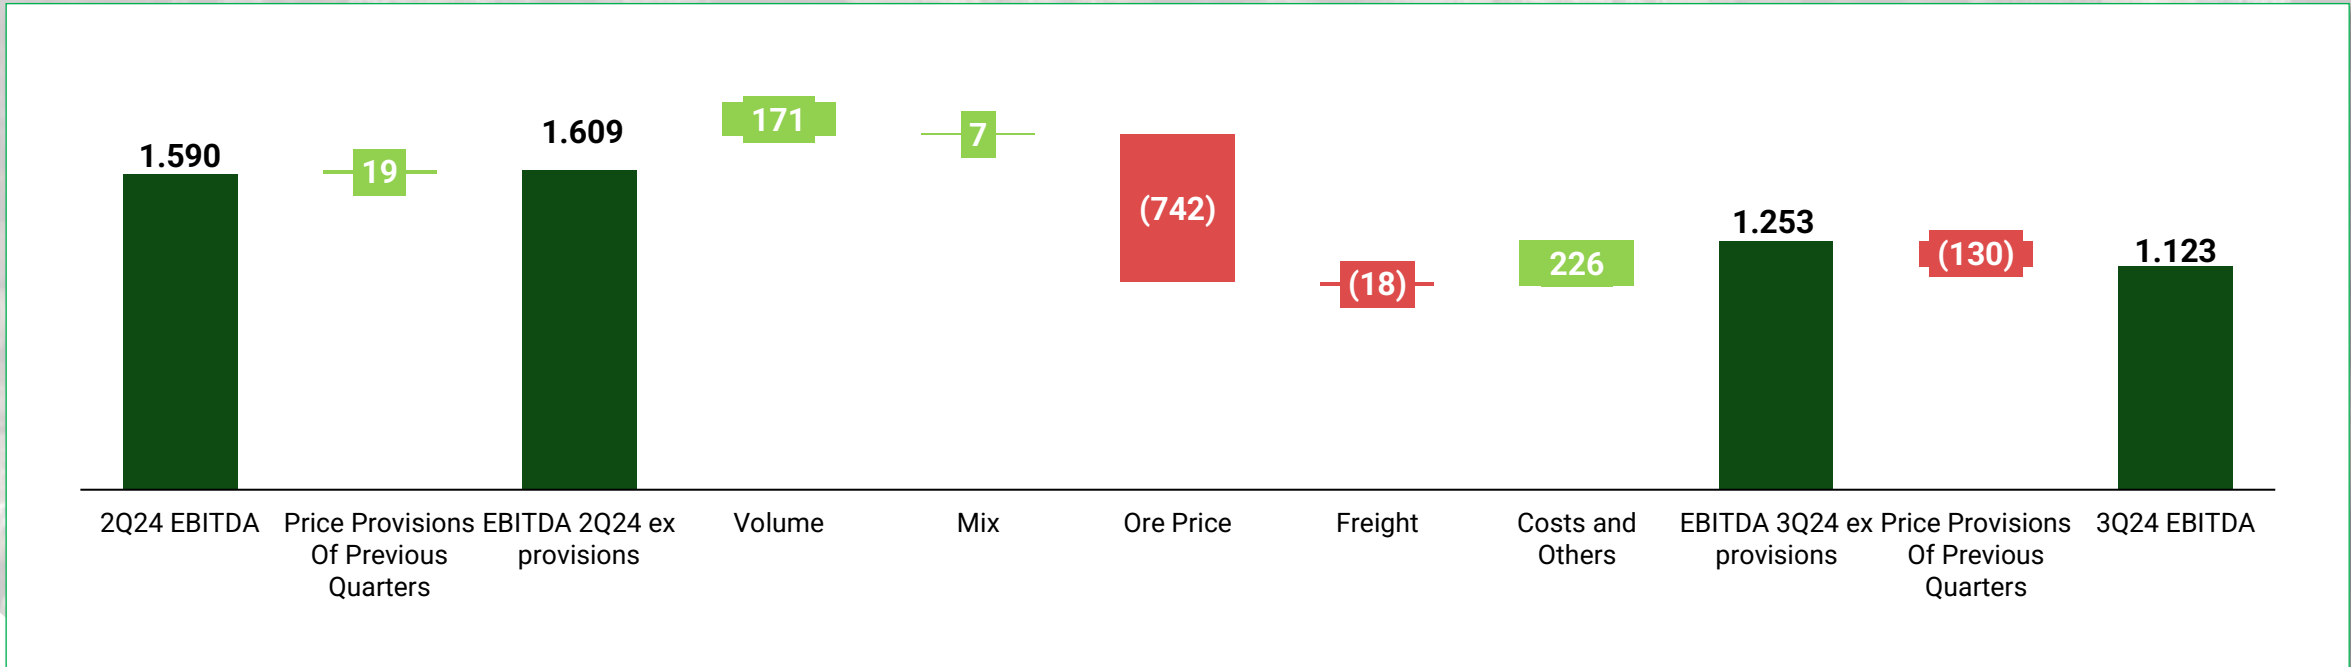 1.590
19
1.609
171
7
(742)
(18)
226
1.253
(130)
1.123
2Q24 EBITDA
Price Provisions
Of Previous
Quarters
EBITDA 2Q24 ex
provisions
Volume
Mix
Ore Price
Freight
Costs and
Others
EBITDA 3Q24 ex
provisions
Price Provisions
Of Previous
Quarters
3Q24 EBITDA